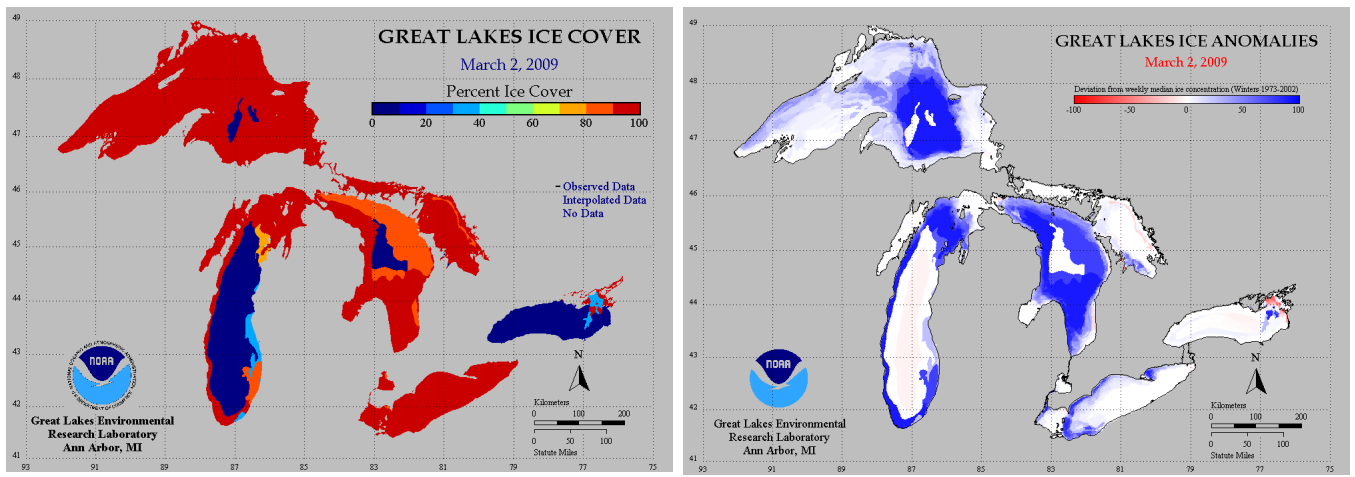 GREAT LAKES ICE COVER
March 2, 2009
Percent Ice Cover
0 20 40 60 80 100
49
48
47
46
45
44
43
42
41
- Observed Data
Interpolated Data
No Data
NOAA
Great Lakes Environmental
Research Laboratory
Ann Arbor, MI
N
Kilometers
0 100 200
0 50 100
Statute Miles
93 91 89 87 85 83 81 79 77 75
GREAT LAKES ICE ANOMALIES
March 2, 2009
Deviation from weekly median ice concentration (Winters 1973-2002)
-100 -50 0 50 100
49
48
47
46
45
44
43
42
41
NOAA
Great Lakes Environmental
Research Laboratory
Ann Arbor, MI
N
Kilometers
0 100 200
0 50 100
Statute Miles
93 91 89 87 85 83 81 79 77 75